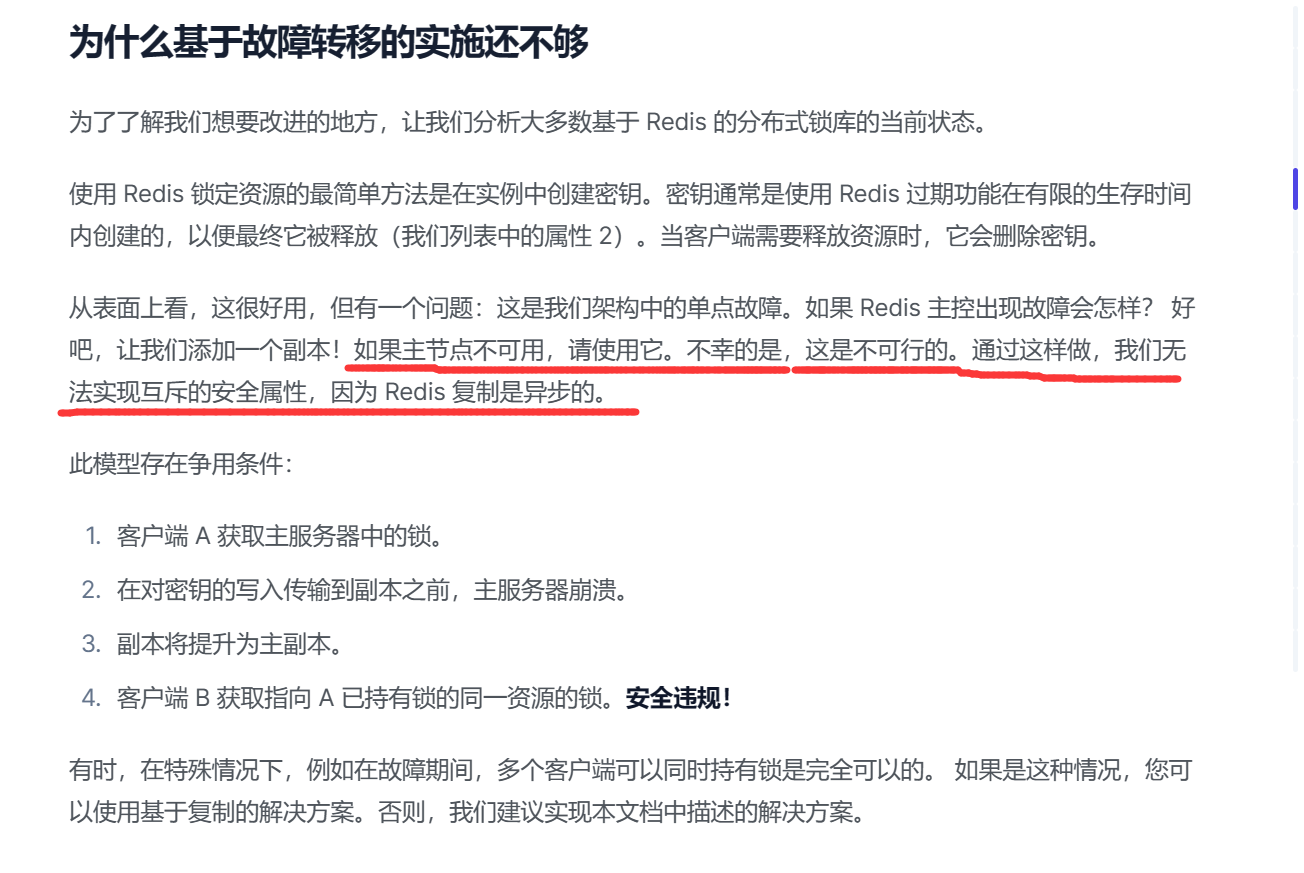 为什么基于故障转移的实施还不够
为了了解我们想要改进的地方，让我们分析大多数基于 Redis 的分布式锁库的当前状态。
使用 Redis 锁定资源的最简单方法是在实例中创建密钥。密钥通常是使用 Redis 过期功能在有限的生存时间
内创建的，以便最终它被释放（我们列表中的属性 2）。当客户端需要释放资源时，它会删除密钥。
从表面上看，这很好用，但有一个问题：这是我们架构中的单点故障。如果 Redis 主控出现故障会怎样？ 好
吧，让我们添加一个副本！如果主节点不可用，请使用它。不幸的是，这是不可行的。通过这样做，我们无
法实现互斥的安全属性，因为 Redis 复制是异步的。
此模型存在争用条件：
1. 客户端 A 获取主服务器中的锁。
2. 在对密钥的写入传输到副本之前，主服务器崩溃。
3. 副本将提升为主副本。
4. 客户端 B 获取指向 A 已持有锁的同一资源的锁。安全违规！
有时，在特殊情况下，例如在故障期间，多个客户端可以同时持有锁是完全可以的。 如果是这种情况，您可
以使用基于复制的解决方案。否则，我们建议实现本文档中描述的解决方案。